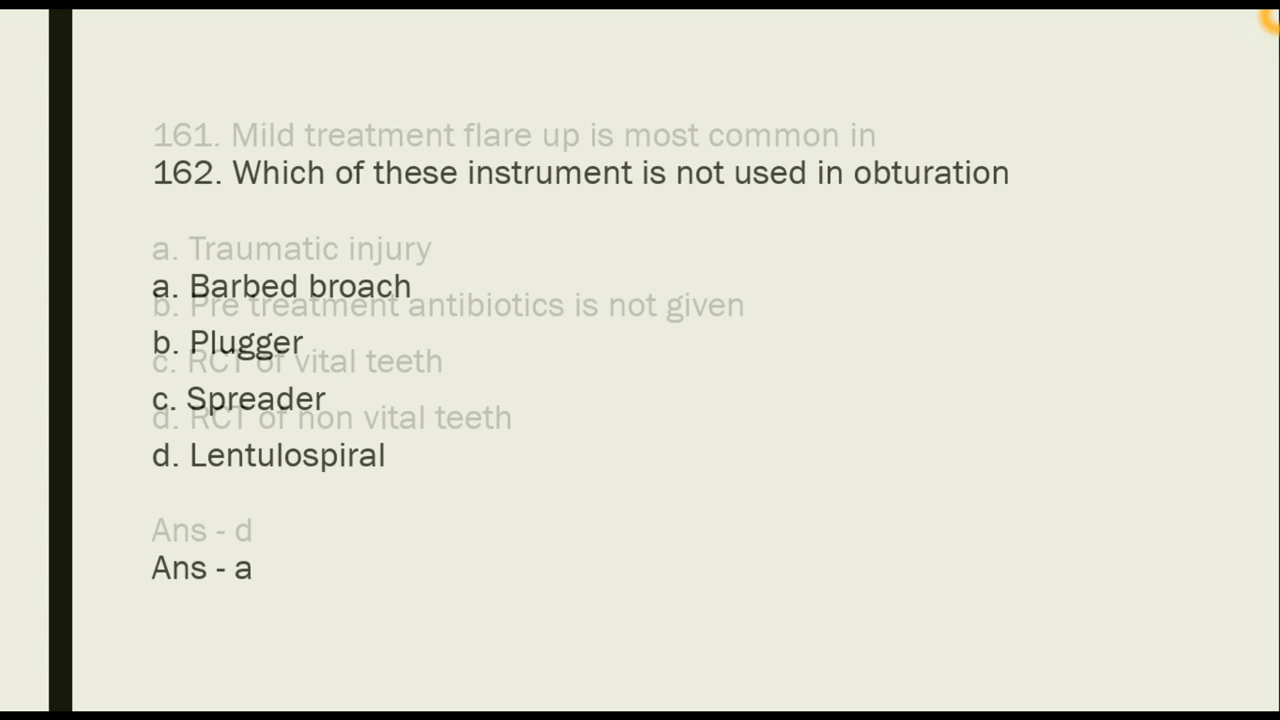 161. Mild treatment flare up is most common in
162. Which of these instrument is not used in obturation
a. Traumatic injury
a. Barbed broach
b. Pre treatment antibiotics is not given
b. Plugger
c. RCT of vital teeth
c. Spreader
d. RCT of non vital teeth
d. Lentulospiral
Ans - d
Ans - a